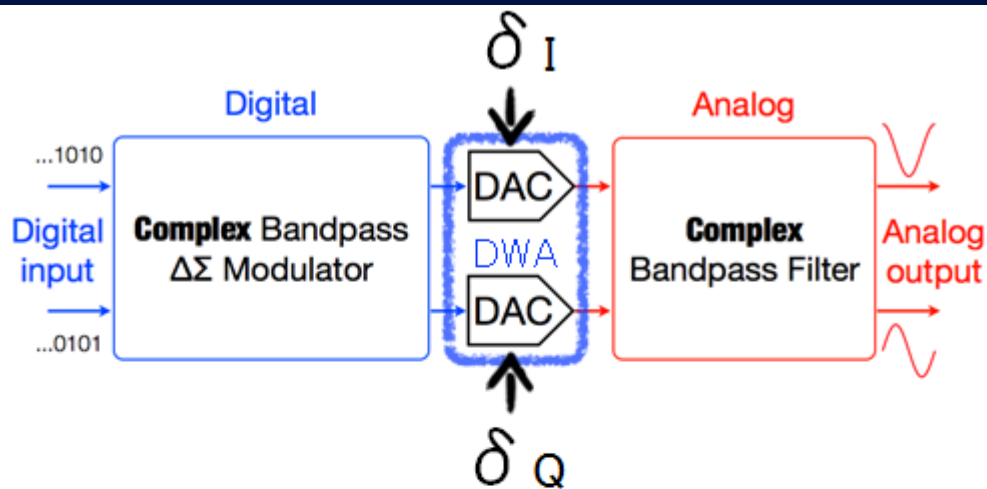 δ I
Digital
Analog
...1010
DAC
Digital
input
Complex Bandpass
ΔΣ Modulator
DWA
Complex
Bandpass Filter
Analog
output
DAC
...0101
δ Q